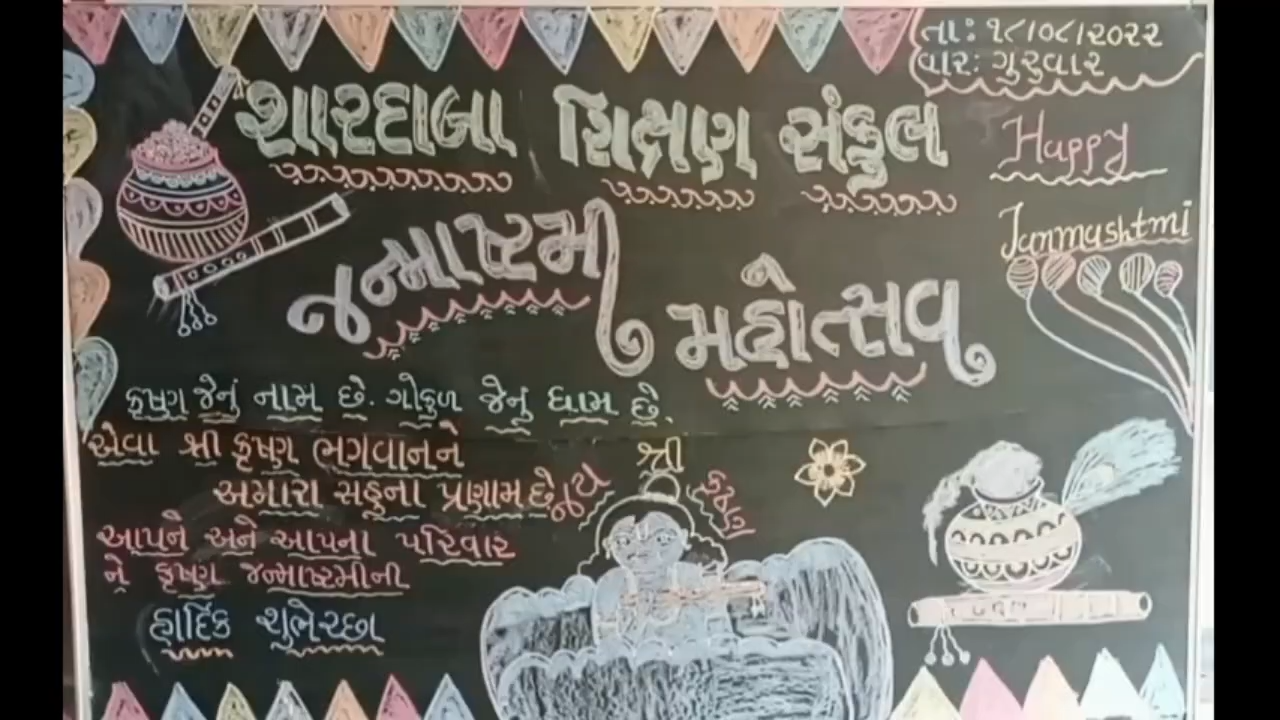 તા: ૧૮/૦૮/૨૦૨૨
વાર: ગુરુવાર
શારદાબા શિક્ષણ સંકુલ
Happy
Janmashtmi
જન્માષ્ટમી
મહોત્સવ
કૃષ્ણ જેનું નામ છે. ગોકુળ જેનું ધામ છે.
એવા શ્રી કૃષ્ણ ભગવાનને
અમારા સહુના પ્રણામ છે
જય શ્રી કૃષ્ણ
આપને અને આપના પરિવાર
ને કૃષ્ણ જન્માષ્ટમીની
હાર્દિક શુભેચ્છા